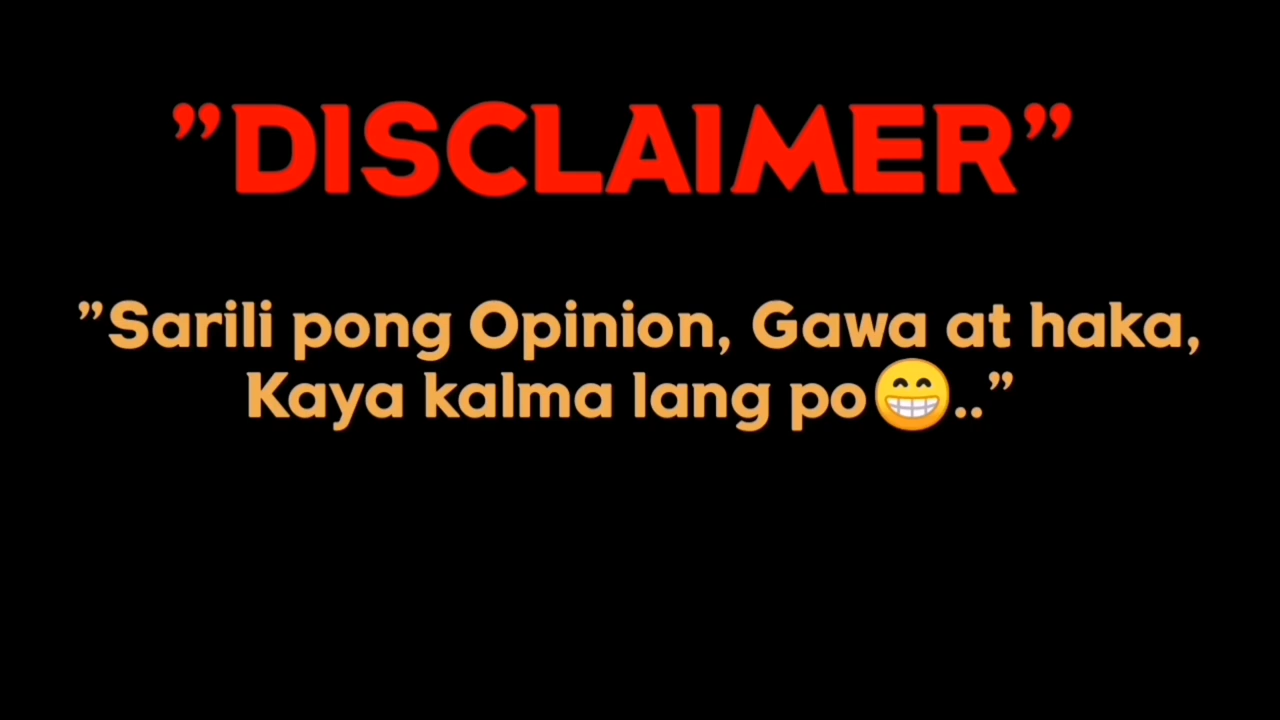 ”DISCLAIMER”
”Sarili pong Opinion, Gawa at haka,
Kaya kalma lang po😁..”